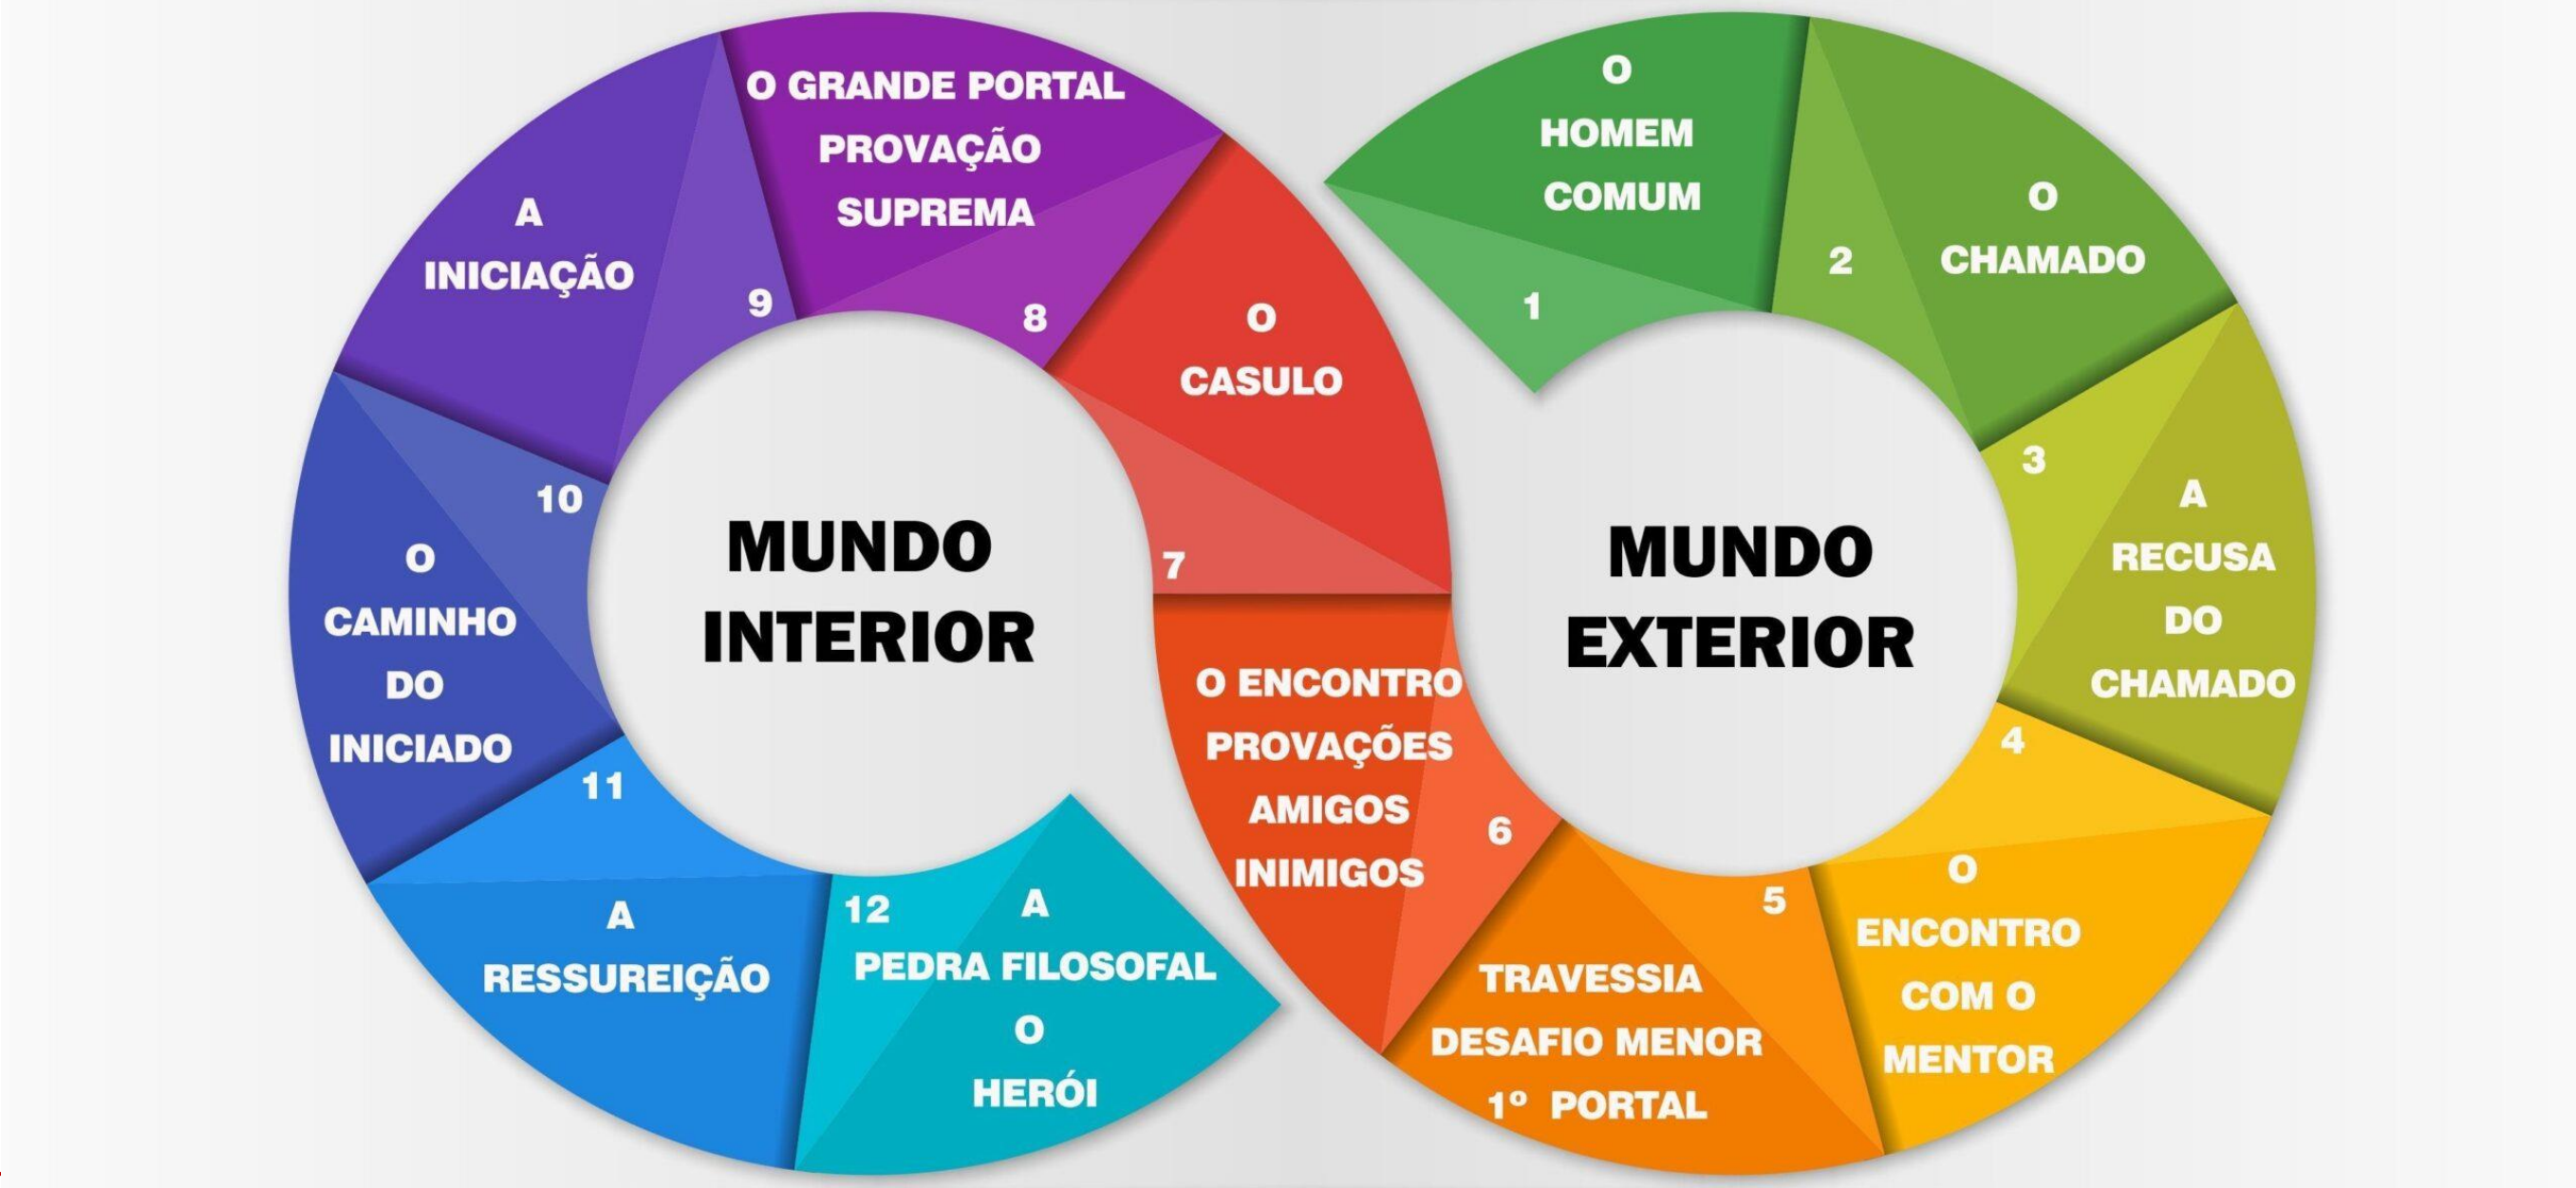 1
O
HOMEM
COMUM
2
O
CHAMADO
3
A
RECUSA
DO
CHAMADO
4
O
ENCONTRO
COM O
MENTOR
5
TRAVESSIA
DESAFIO MENOR
1º PORTAL
6
O ENCONTRO
PROVAÇÕES
AMIGOS
INIMIGOS
7
O
CASULO
8
O GRANDE PORTAL
PROVAÇÃO
SUPREMA
9
A
INICIAÇÃO
10
O
CAMINHO
DO
INICIADO
11
A
RESSUREIÇÃO
12
A
PEDRA FILOSOFAL
O
HERÓI
MUNDO
INTERIOR
MUNDO
EXTERIOR